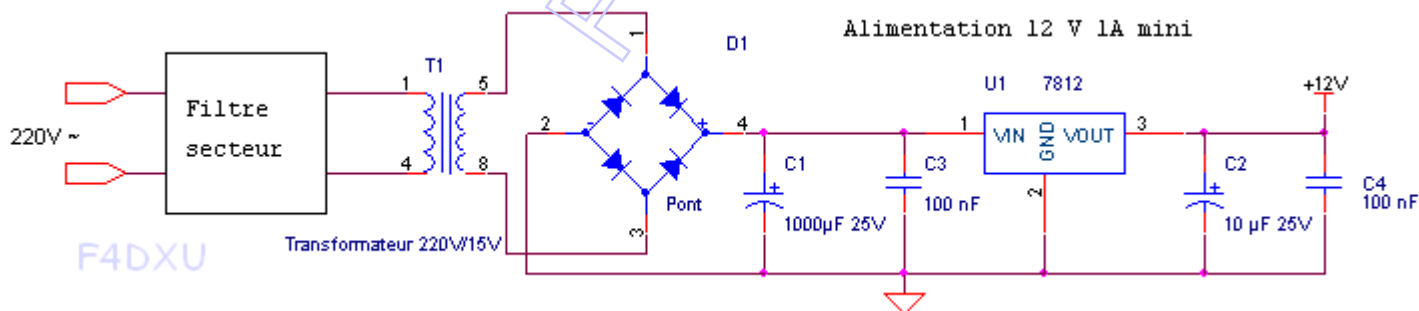 Alimentation 12 V 1A mini
D1
1
T1
U1 7812
+12V
1
5
Filtre
secteur
220V ~
2
-
+
4
1
VIN
GND
VOUT
3
4
8
C1
C3
C2
C4
100 nF
2
Pont
1000µF 25V
100 nF
10 µF 25V
3
Transformateur 220V/15V
F4DXU